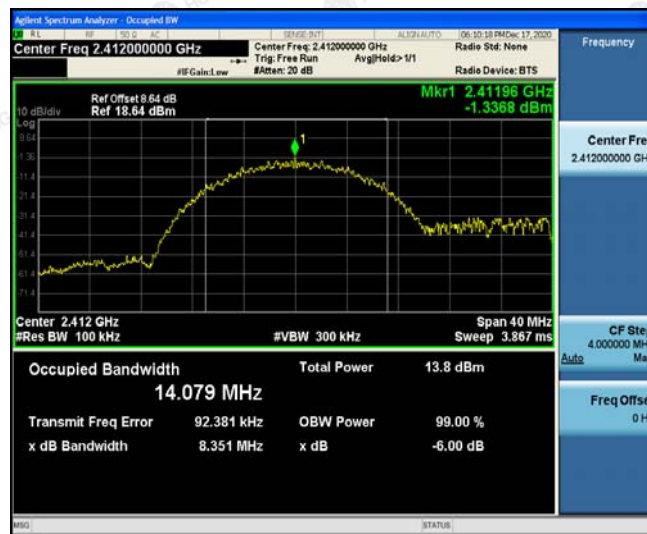 Agilent Spectrum Analyzer - Occupied BW
RL RF 50 Ω AC SENSE:INT ALIGNAUTO 06:10:18 PMDec 17, 2020
Center Freq 2.412000000 GHz
Center Freq: 2.412000000 GHz
Radio Std: None
Trig: Free Run Avg|Hold:>1/1
#IFGain:Low #Atten: 20 dB Radio Device: BTS
Ref Offset 8.64 dB
10 dB/div Ref 18.64 dBm
Mkr1 2.41196 GHz
-1.3368 dBm
Log
8.64
1
-1.36
-11.4
-21.4
-31.4
-41.4
-51.4
-61.4
-71.4
Center 2.412 GHz Span 40 MHz
#Res BW 100 kHz #VBW 300 kHz Sweep 3.867 ms
Occupied Bandwidth Total Power 13.8 dBm
14.079 MHz
Transmit Freq Error 92.381 kHz OBW Power 99.00 %
x dB Bandwidth 8.351 MHz x dB -6.00 dB
MSG STATUS
Frequency
Center Fre
2.412000000 GH
CF Ste
4.000000 MH
Auto Ma
Freq Offse
0 H